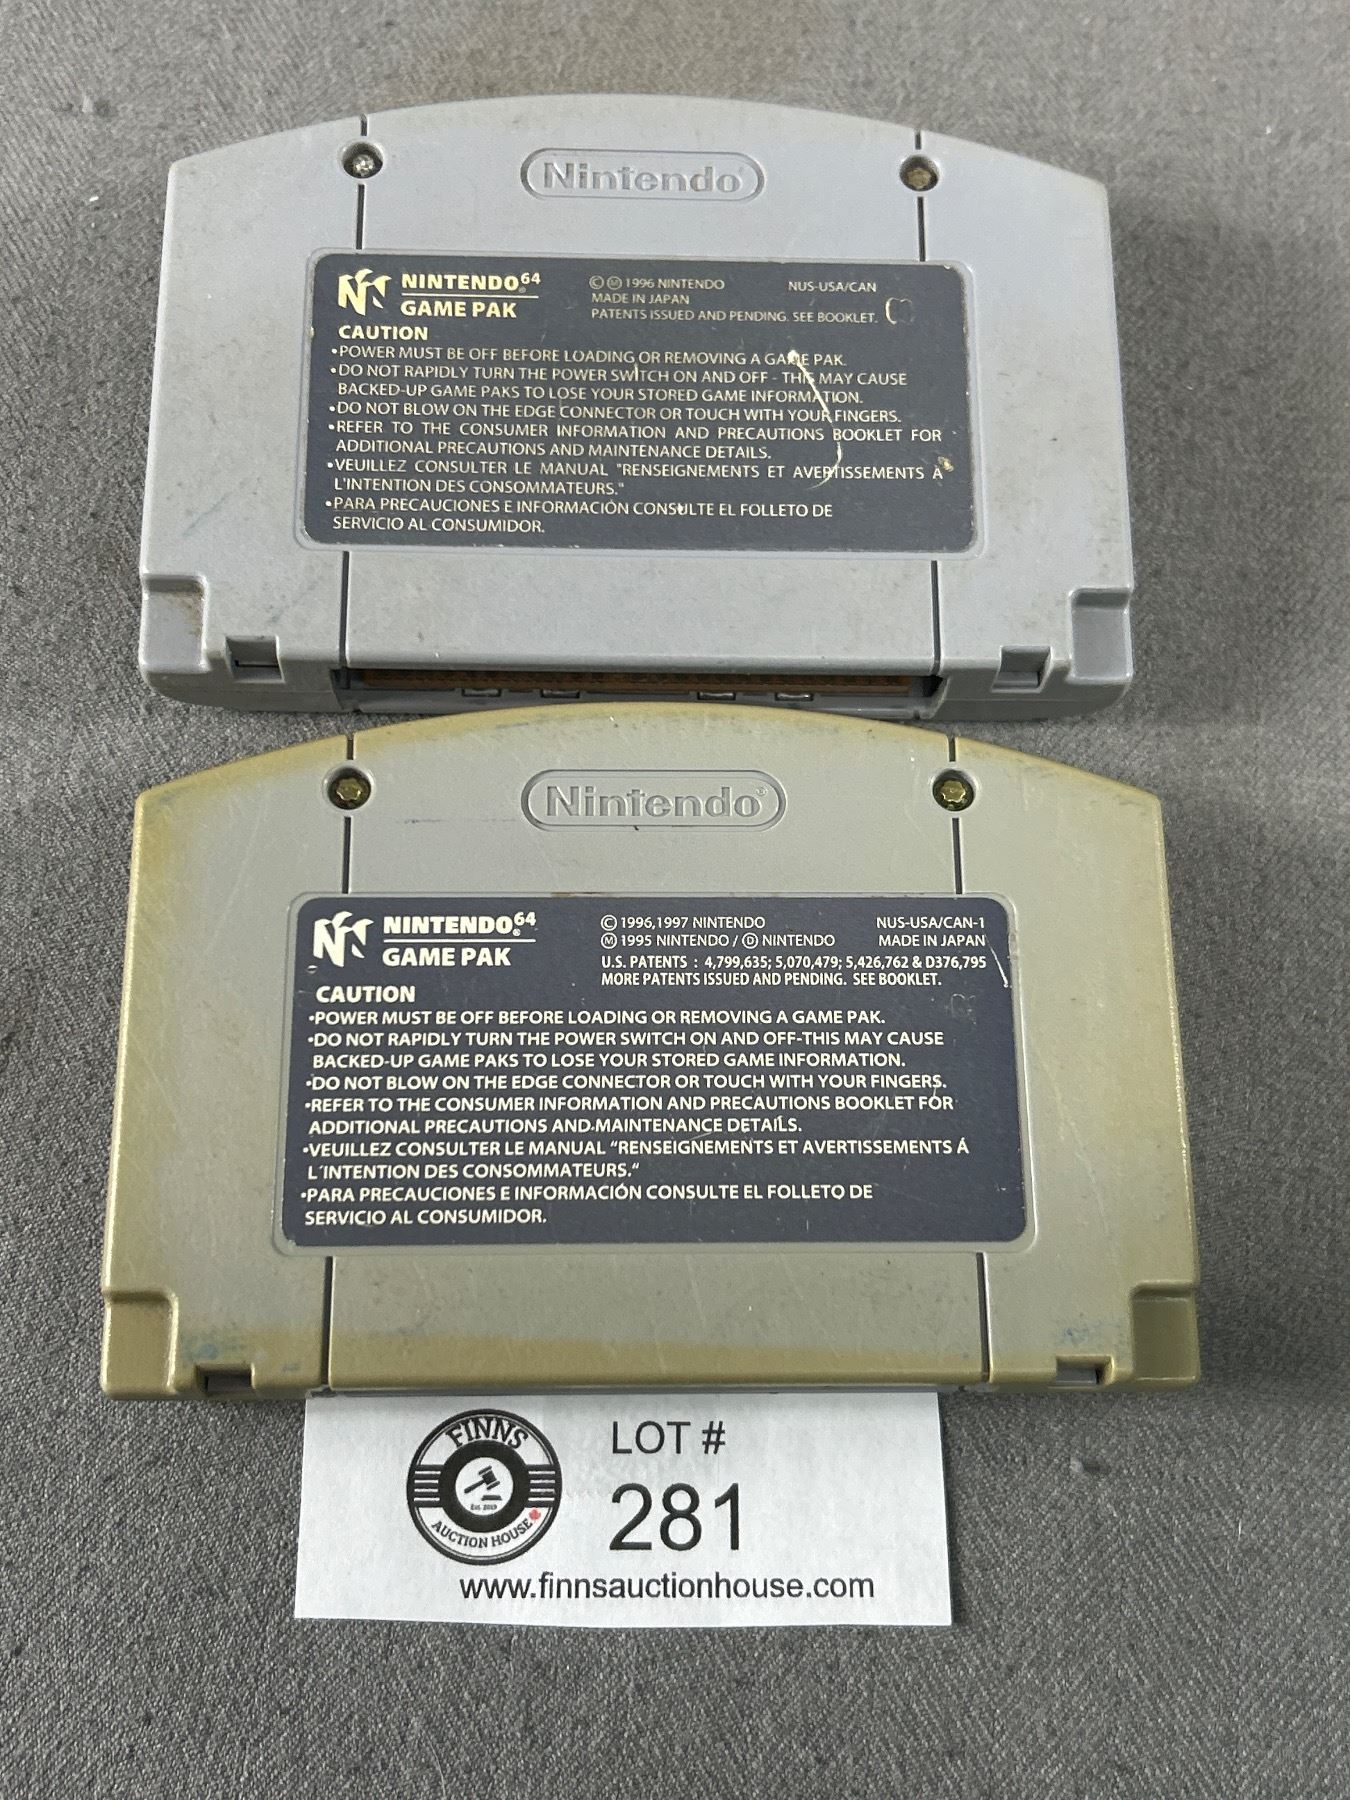 Nintendo®
NINTENDO®64
GAME PAK
© Ⓜ 1996 NINTENDO
NUS-USA/CAN
MADE IN JAPAN
PATENTS ISSUED AND PENDING. SEE BOOKLET.
CAUTION
•POWER MUST BE OFF BEFORE LOADING OR REMOVING A GAME PAK.
•DO NOT RAPIDLY TURN THE POWER SWITCH ON AND OFF - THIS MAY CAUSE
BACKED-UP GAME PAKS TO LOSE YOUR STORED GAME INFORMATION.
•DO NOT BLOW ON THE EDGE CONNECTOR OR TOUCH WITH YOUR FINGERS.
•REFER TO THE CONSUMER INFORMATION AND PRECAUTIONS BOOKLET FOR
ADDITIONAL PRECAUTIONS AND MAINTENANCE DETAILS.
•VEUILLEZ CONSULTER LE MANUAL "RENSEIGNEMENTS ET AVERTISSEMENTS À
L'INTENTION DES CONSOMMATEURS."
•PARA PRECAUCIONES E INFORMACIÓN CONSULTE EL FOLLETO DE
SERVICIO AL CONSUMIDOR.
Nintendo®
NINTENDO®64
GAME PAK
© 1996,1997 NINTENDO
NUS-USA/CAN-1
Ⓜ 1995 NINTENDO / Ⓓ NINTENDO
MADE IN JAPAN
U.S. PATENTS : 4,799,635; 5,070,479; 5,426,762 & D376,795
MORE PATENTS ISSUED AND PENDING. SEE BOOKLET.
CAUTION
•POWER MUST BE OFF BEFORE LOADING OR REMOVING A GAME PAK.
•DO NOT RAPIDLY TURN THE POWER SWITCH ON AND OFF-THIS MAY CAUSE
BACKED-UP GAME PAKS TO LOSE YOUR STORED GAME INFORMATION.
•DO NOT BLOW ON THE EDGE CONNECTOR OR TOUCH WITH YOUR FINGERS.
•REFER TO THE CONSUMER INFORMATION AND PRECAUTIONS BOOKLET FOR
ADDITIONAL PRECAUTIONS AND MAINTENANCE DETAILS.
•VEUILLEZ CONSULTER LE MANUAL "RENSEIGNEMENTS ET AVERTISSEMENTS Á
L'INTENTION DES CONSOMMATEURS."
•PARA PRECAUCIONES E INFORMACIÓN CONSULTE EL FOLLETO DE
SERVICIO AL CONSUMIDOR.
FINNS
Est. 2019
AUCTION HOUSE
LOT #
281
www.finnsauctionhouse.com